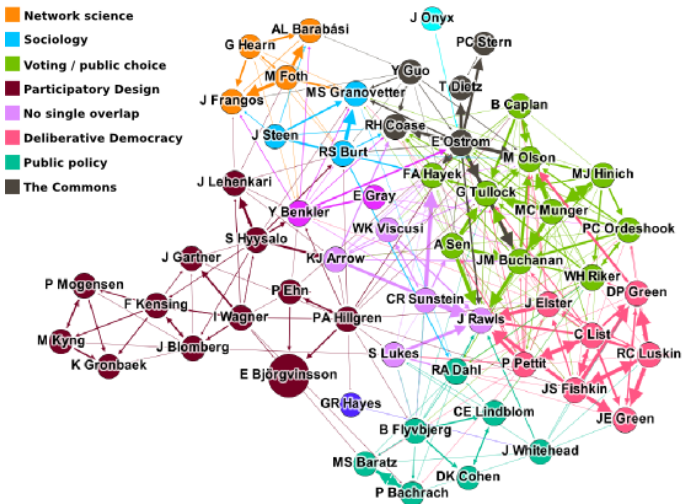 Network science
Sociology
Voting / public choice
Participatory Design
No single overlap
Deliberative Democracy
Public policy
The Commons
J Onyx
AL Barabási
G Hearn
PC Stern
M Foth
Y Guo
T Dietz
J Frangos
MS Granovetter
B Caplan
J Steen
RH Coase
E Ostrom
RS Burt
M Olson
J Lehenkari
FA Hayek
MJ Hinich
E Gray
G Tullock
Y Benkler
MC Munger
WK Viscusi
PC Ordeshook
S Hyysalo
A Sen
J Gartner
KJ Arrow
JM Buchanan
P Mogensen
P Ehn
WH Riker
DP Green
F Kensing
CR Sunstein
J Elster
I Wagner
PA Hillgren
J Rawls
C List
M Kyng
J Blomberg
S Lukes
RC Luskin
K Gronbaek
P Pettit
E Björgvinsson
RA Dahl
JS Fishkin
GR Hayes
CE Lindblom
JE Green
B Flyvbjerg
J Whitehead
MS Baratz
DK Cohen
P Bachrach